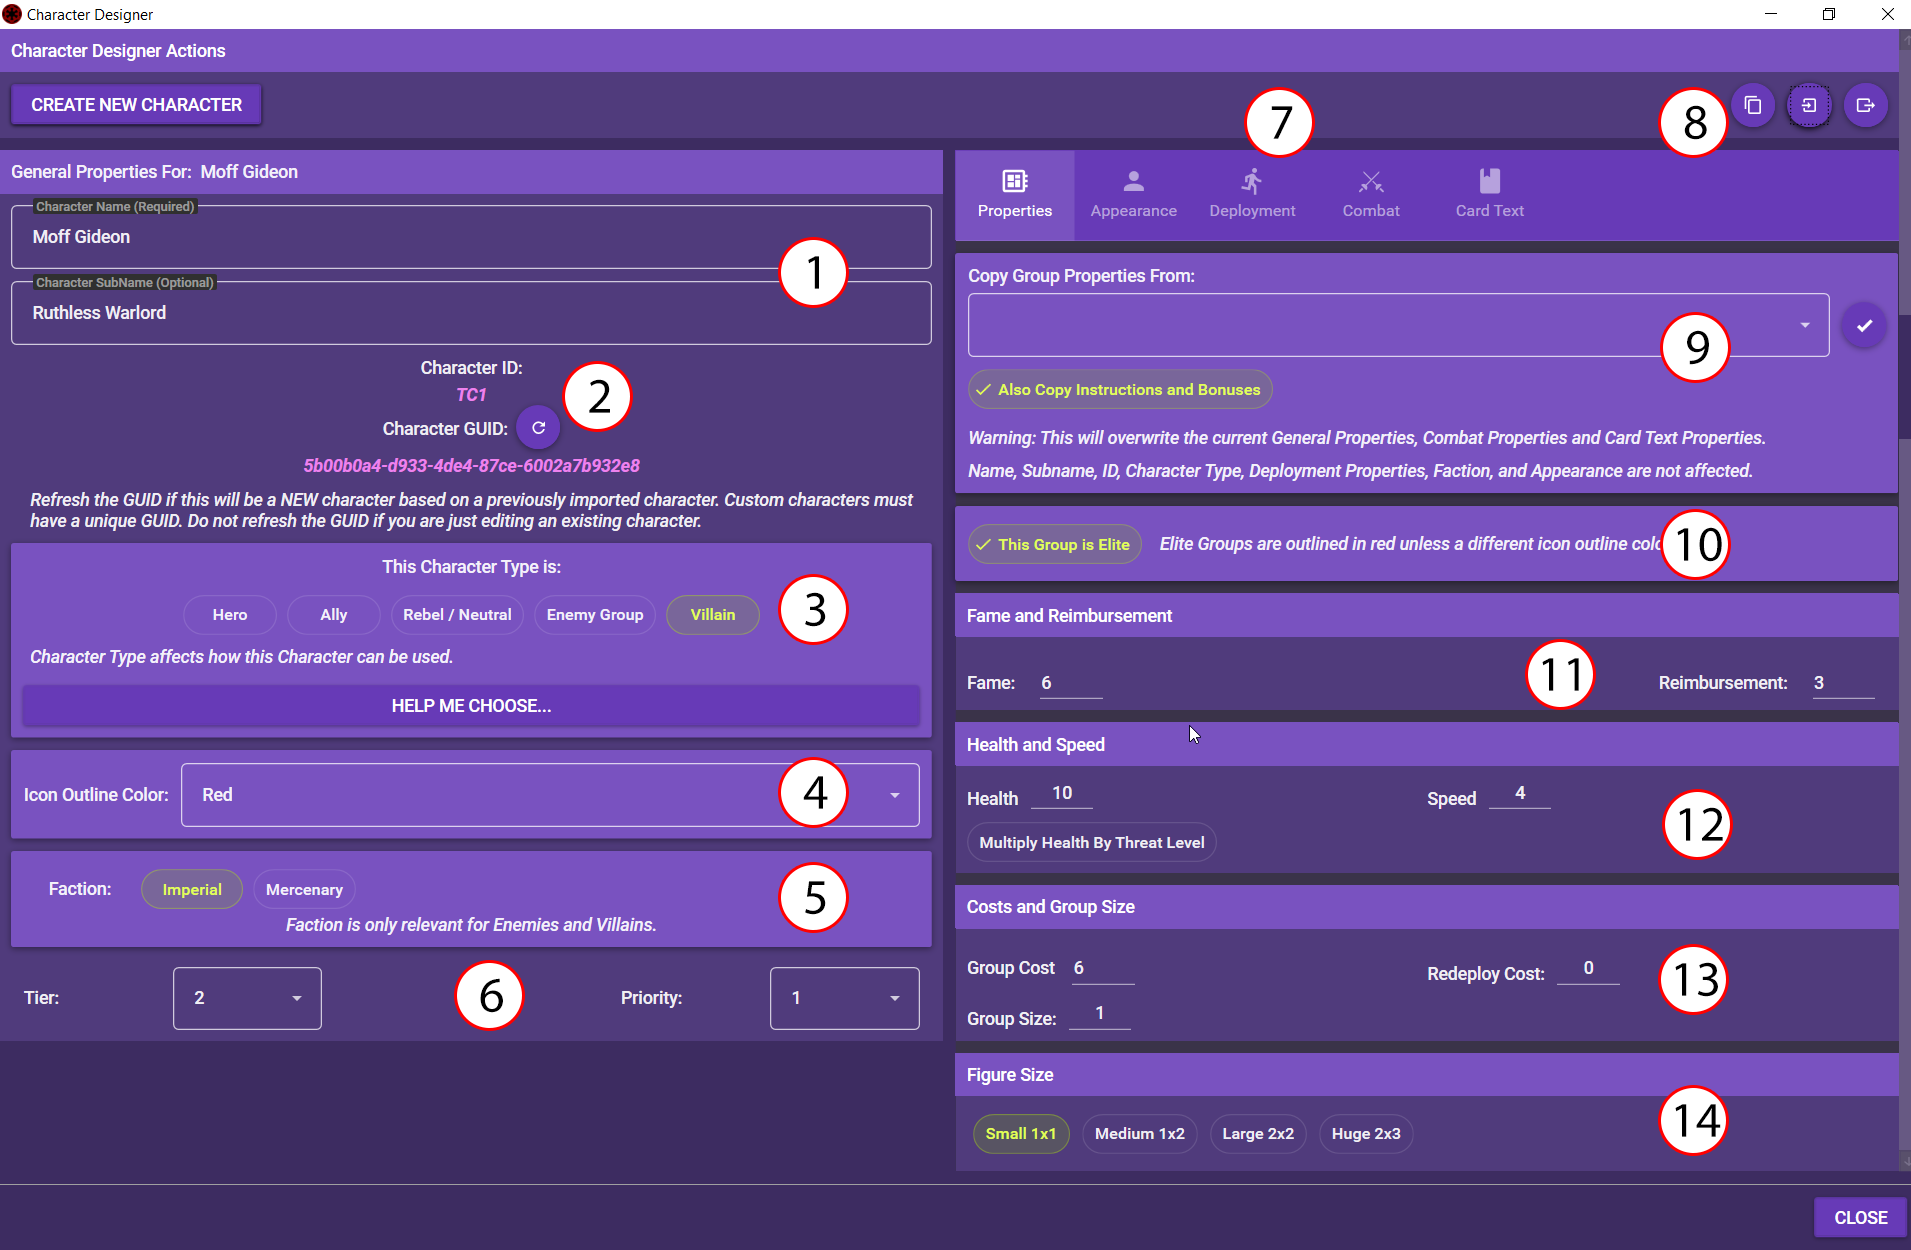 Character Designer
Character Designer Actions
CREATE NEW CHARACTER
7
8
General Properties For: Moff Gideon
Character Name (Required)
Moff Gideon
1
Character SubName (Optional)
Ruthless Warlord
Character ID:
TC1
2
Character GUID:
5b00b0a4-d933-4de4-87ce-6002a7b932e8
Refresh the GUID if this will be a NEW character based on a previously imported character. Custom characters must
have a unique GUID. Do not refresh the GUID if you are just editing an existing character.
This Character Type is:
Hero Ally Rebel / Neutral Enemy Group Villain
3
Character Type affects how this Character can be used.
HELP ME CHOOSE...
Icon Outline Color: Red
4
Faction: Imperial Mercenary
5
Faction is only relevant for Enemies and Villains.
Tier: 2
6
Priority: 1
Properties Appearance Deployment Combat Card Text
Copy Group Properties From:
9
Also Copy Instructions and Bonuses
Warning: This will overwrite the current General Properties, Combat Properties and Card Text Properties.
Name, Subname, ID, Character Type, Deployment Properties, Faction, and Appearance are not affected.
This Group is Elite Elite Groups are outlined in red unless a different icon outline
10
Fame and Reimbursement
Fame: 6
11
Reimbursement: 3
Health and Speed
Health 10
Speed 4
12
Multiply Health By Threat Level
Costs and Group Size
Group Cost 6
Redeploy Cost: 0
13
Group Size: 1
Figure Size
Small 1x1 Medium 1x2 Large 2x2 Huge 2x3
14
CLOSE